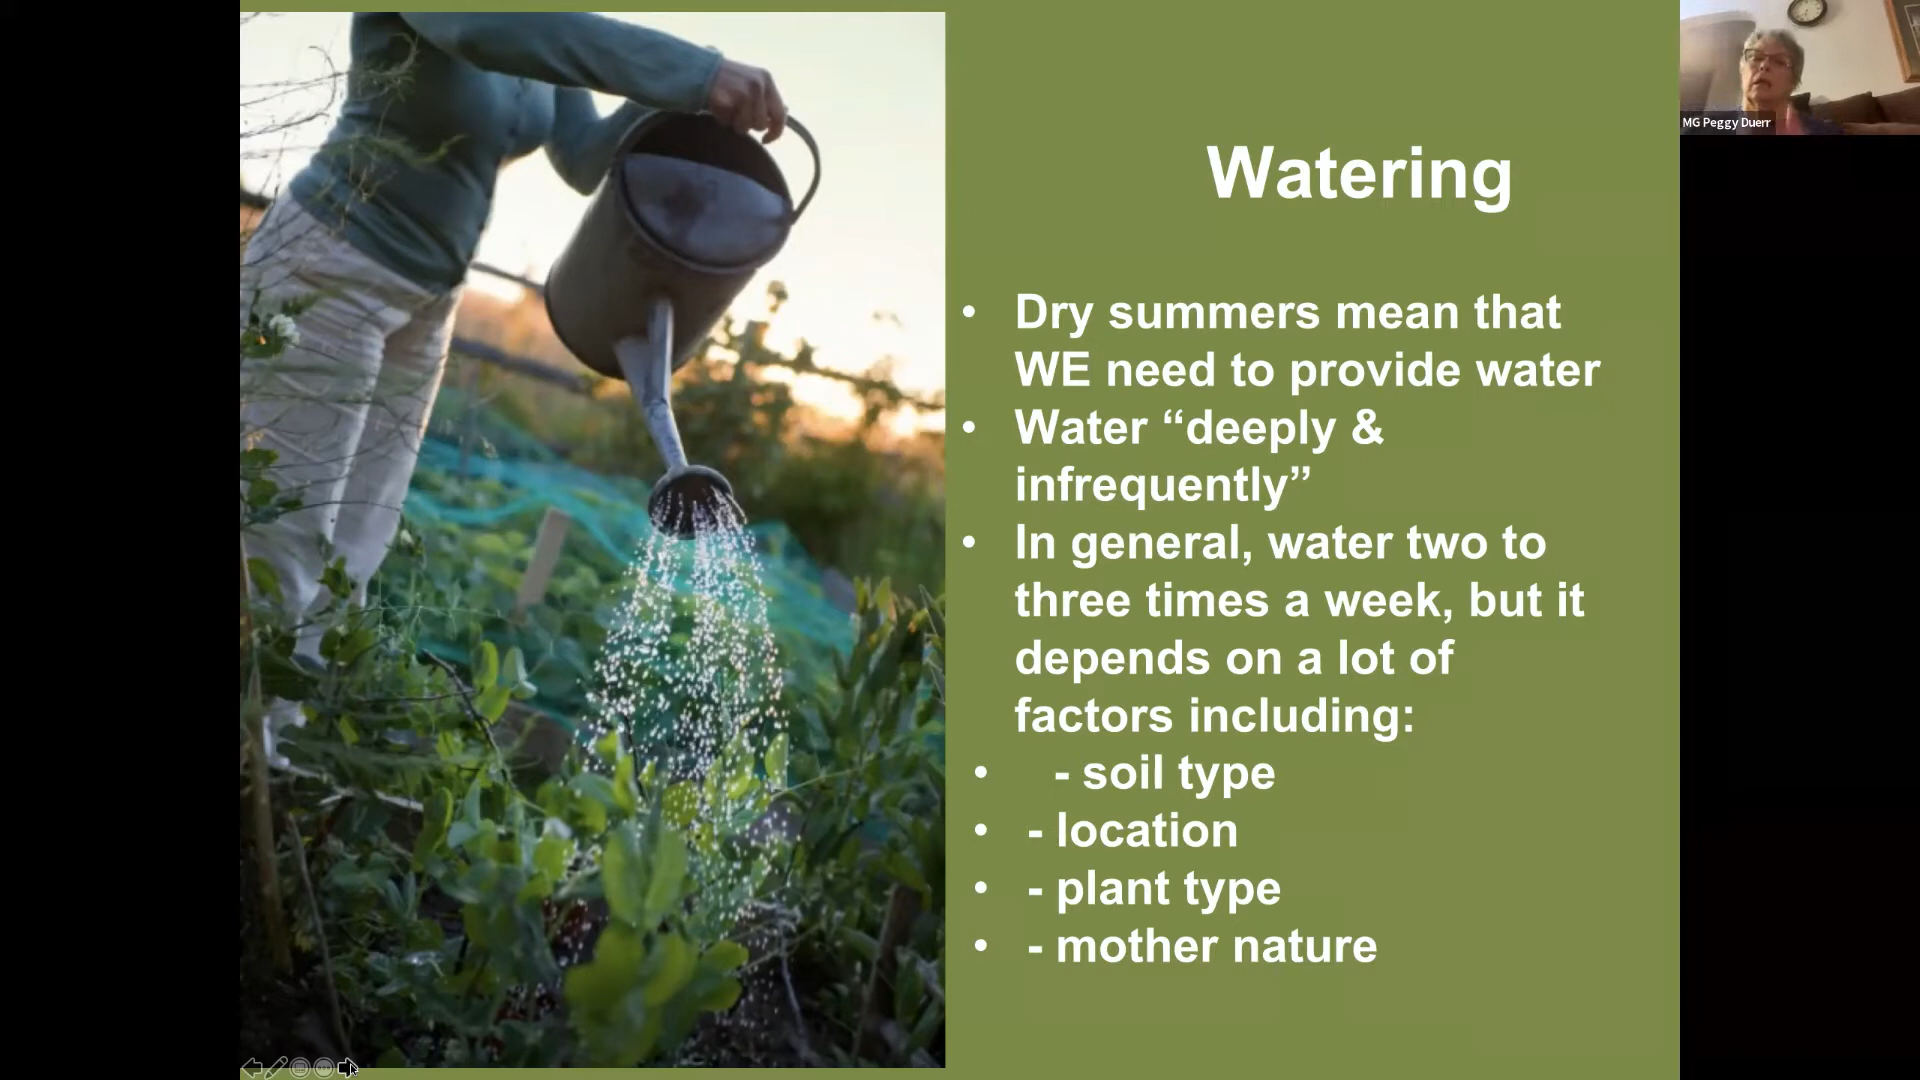 Watering
• Dry summers mean that
WE need to provide water
• Water “deeply &
infrequently”
• In general, water two to
three times a week, but it
depends on a lot of
factors including:
• - soil type
• - location
• - plant type
• - mother nature
MG Peggy Duerr